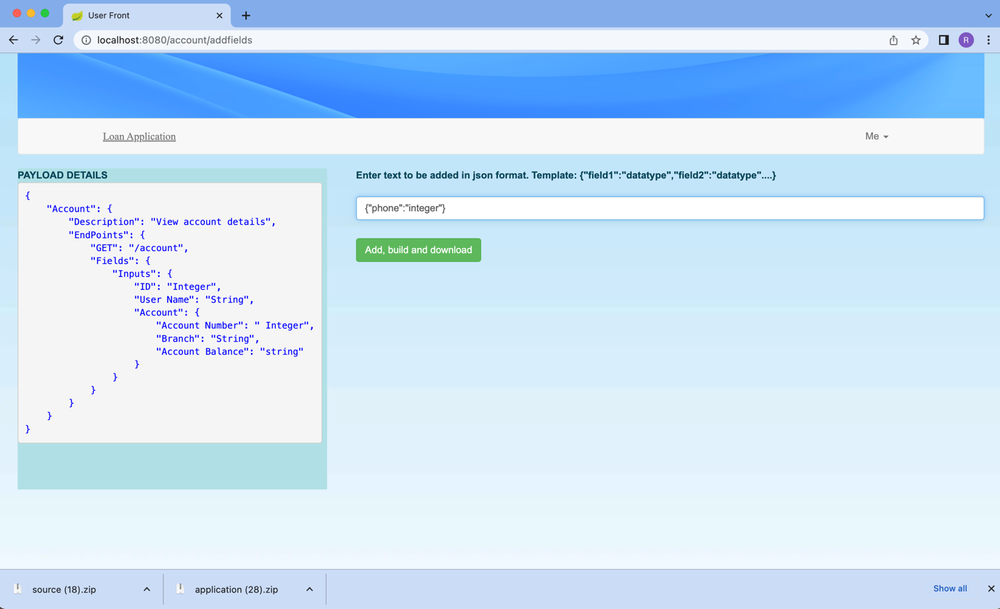 User Front
localhost:8080/account/addfields
R
Loan Application
Me
PAYLOAD DETAILS
{
    "Account": {
        "Description": "View account details",
        "EndPoints": {
            "GET": "/account",
            "Fields": {
                "Inputs": {
                    "ID": "Integer",
                    "User Name": "String",
                    "Account": {
                        "Account Number": " Integer",
                        "Branch": "String",
                        "Account Balance": "string"
                    }
                }
            }
        }
    }
}
Enter text to be added in json format. Template: {"field1":"datatype","field2":"datatype"....}
{"phone":"integer"}
Add, build and download
source (18).zip
application (28).zip
Show all